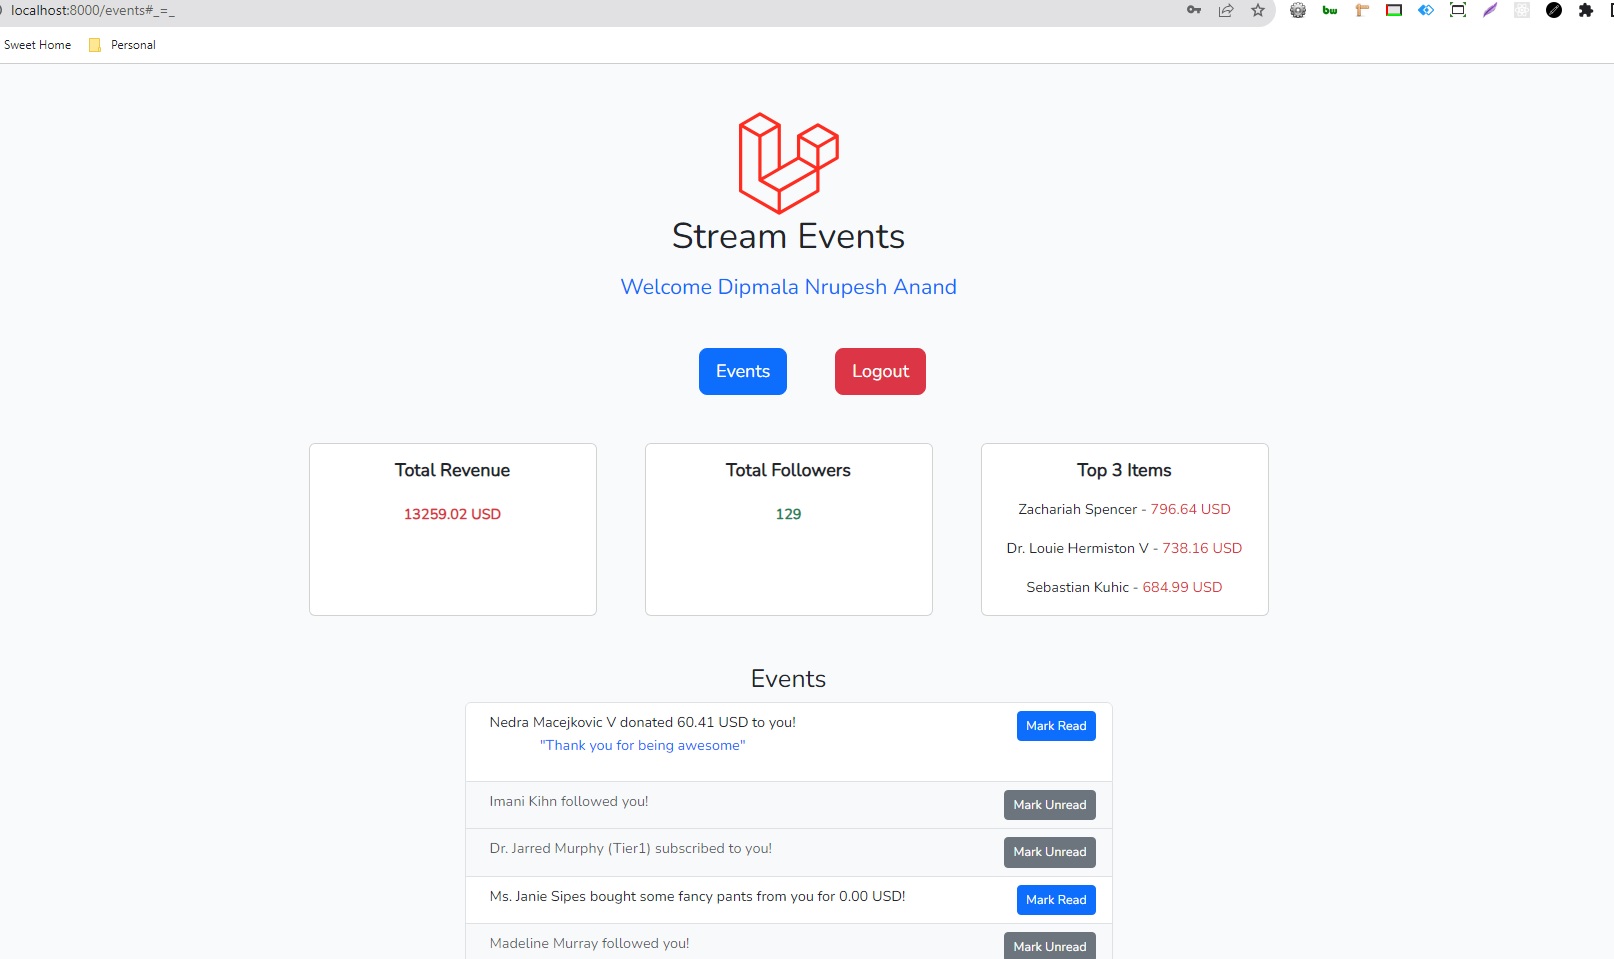 localhost:8000/events#_=_
bw
Sweet Home Personal
Stream Events
Welcome Dipmala Nrupesh Anand
Events Logout
Total Revenue
13259.02 USD
Total Followers
129
Top 3 Items
Zachariah Spencer - 796.64 USD
Dr. Louie Hermiston V - 738.16 USD
Sebastian Kuhic - 684.99 USD
Events
Nedra Macejkovic V donated 60.41 USD to you! Mark Read
"Thank you for being awesome"
Imani Kihn followed you! Mark Unread
Dr. Jarred Murphy (Tier1) subscribed to you! Mark Unread
Ms. Janie Sipes bought some fancy pants from you for 0.00 USD! Mark Read
Madeline Murray followed you! Mark Unread